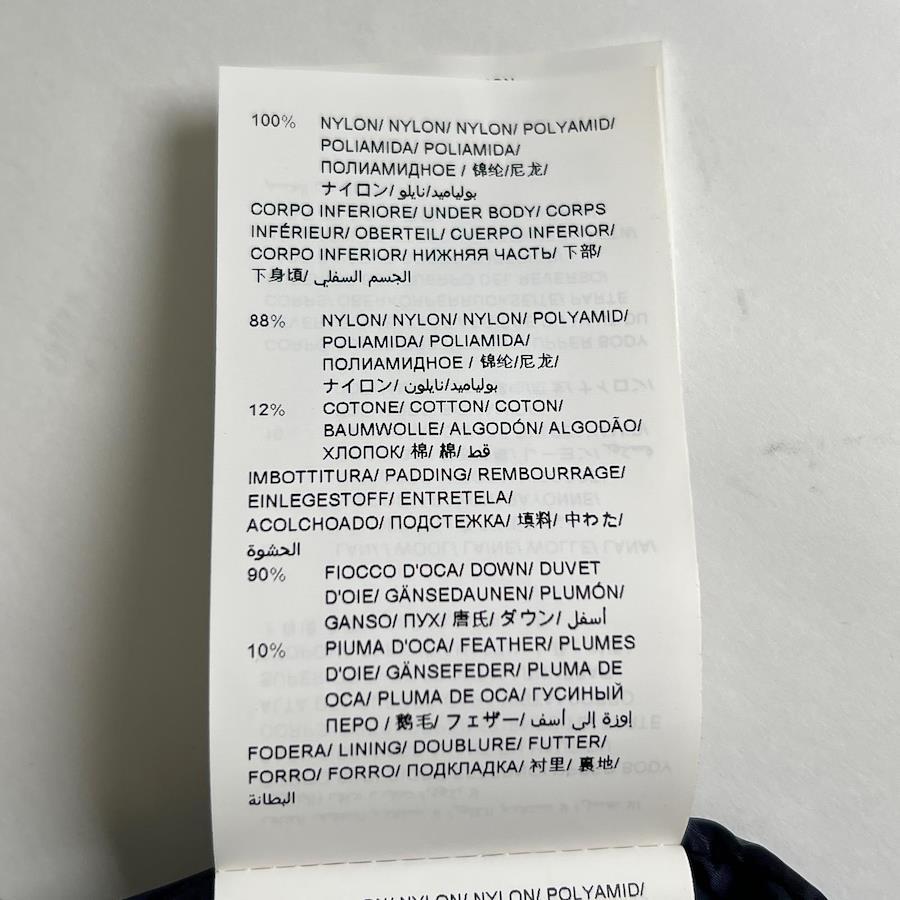 100% NYLON/ NYLON/ NYLON/ POLYAMID/
POLIAMIDA/ POLIAMIDA/
ПОЛИАМИДНОЕ / 锦纶/尼龙/
ナイロン/ بولياميد/نايلو
CORPO INFERIORE/ UNDER BODY/ CORPS
INFÉRIEUR/ OBERTEIL/ CUERPO INFERIOR/
CORPO INFERIOR/ НИЖНЯЯ ЧАСТЬ/ 下部/
下身頃/ الجسم السفلي
88% NYLON/ NYLON/ NYLON/ POLYAMID/
POLIAMIDA/ POLIAMIDA/
ПОЛИАМИДНОЕ / 锦纶/尼龙/
ナイロン/ بولياميد/نايلون
12% COTONE/ COTTON/ COTON/
BAUMWOLLE/ ALGODÓN/ ALGODÃO/
ХЛОПОК/ 棉/ 綿/ قط
IMBOTTITURA/ PADDING/ REMBOURRAGE/
EINLEGESTOFF/ ENTRETELA/
ACOLCHOADO/ ПОДСТЕЖКА/ 填料/ 中わた/
الحشوة
90% FIOCCO D'OCA/ DOWN/ DUVET
D'OIE/ GÄNSEDAUNEN/ PLUMÓN/
GANSO/ ПУХ/ 唐氏/ ダウン/ أسفل
10% PIUMA D'OCA/ FEATHER/ PLUMES
D'OIE/ GÄNSEFEDER/ PLUMA DE
OCA/ PLUMA DE OCA/ ГУСИНЫЙ
ПЕРО / 鹅毛/ フェザー/ إوزة إلى أسف
FODERA/ LINING/ DOUBLURE/ FUTTER/
FORRO/ FORRO/ ПОДКЛАДКА/ 衬里/ 裏地/
البطانة
NYLON/ NYLON/ POLYAMID/